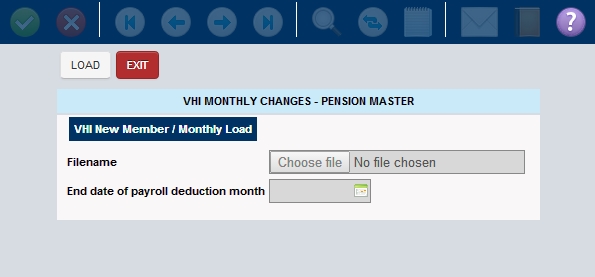 ?
LOAD EXIT
VHI MONTHLY CHANGES - PENSION MASTER
VHI New Member / Monthly Load
Filename Choose file No file chosen
End date of payroll deduction month